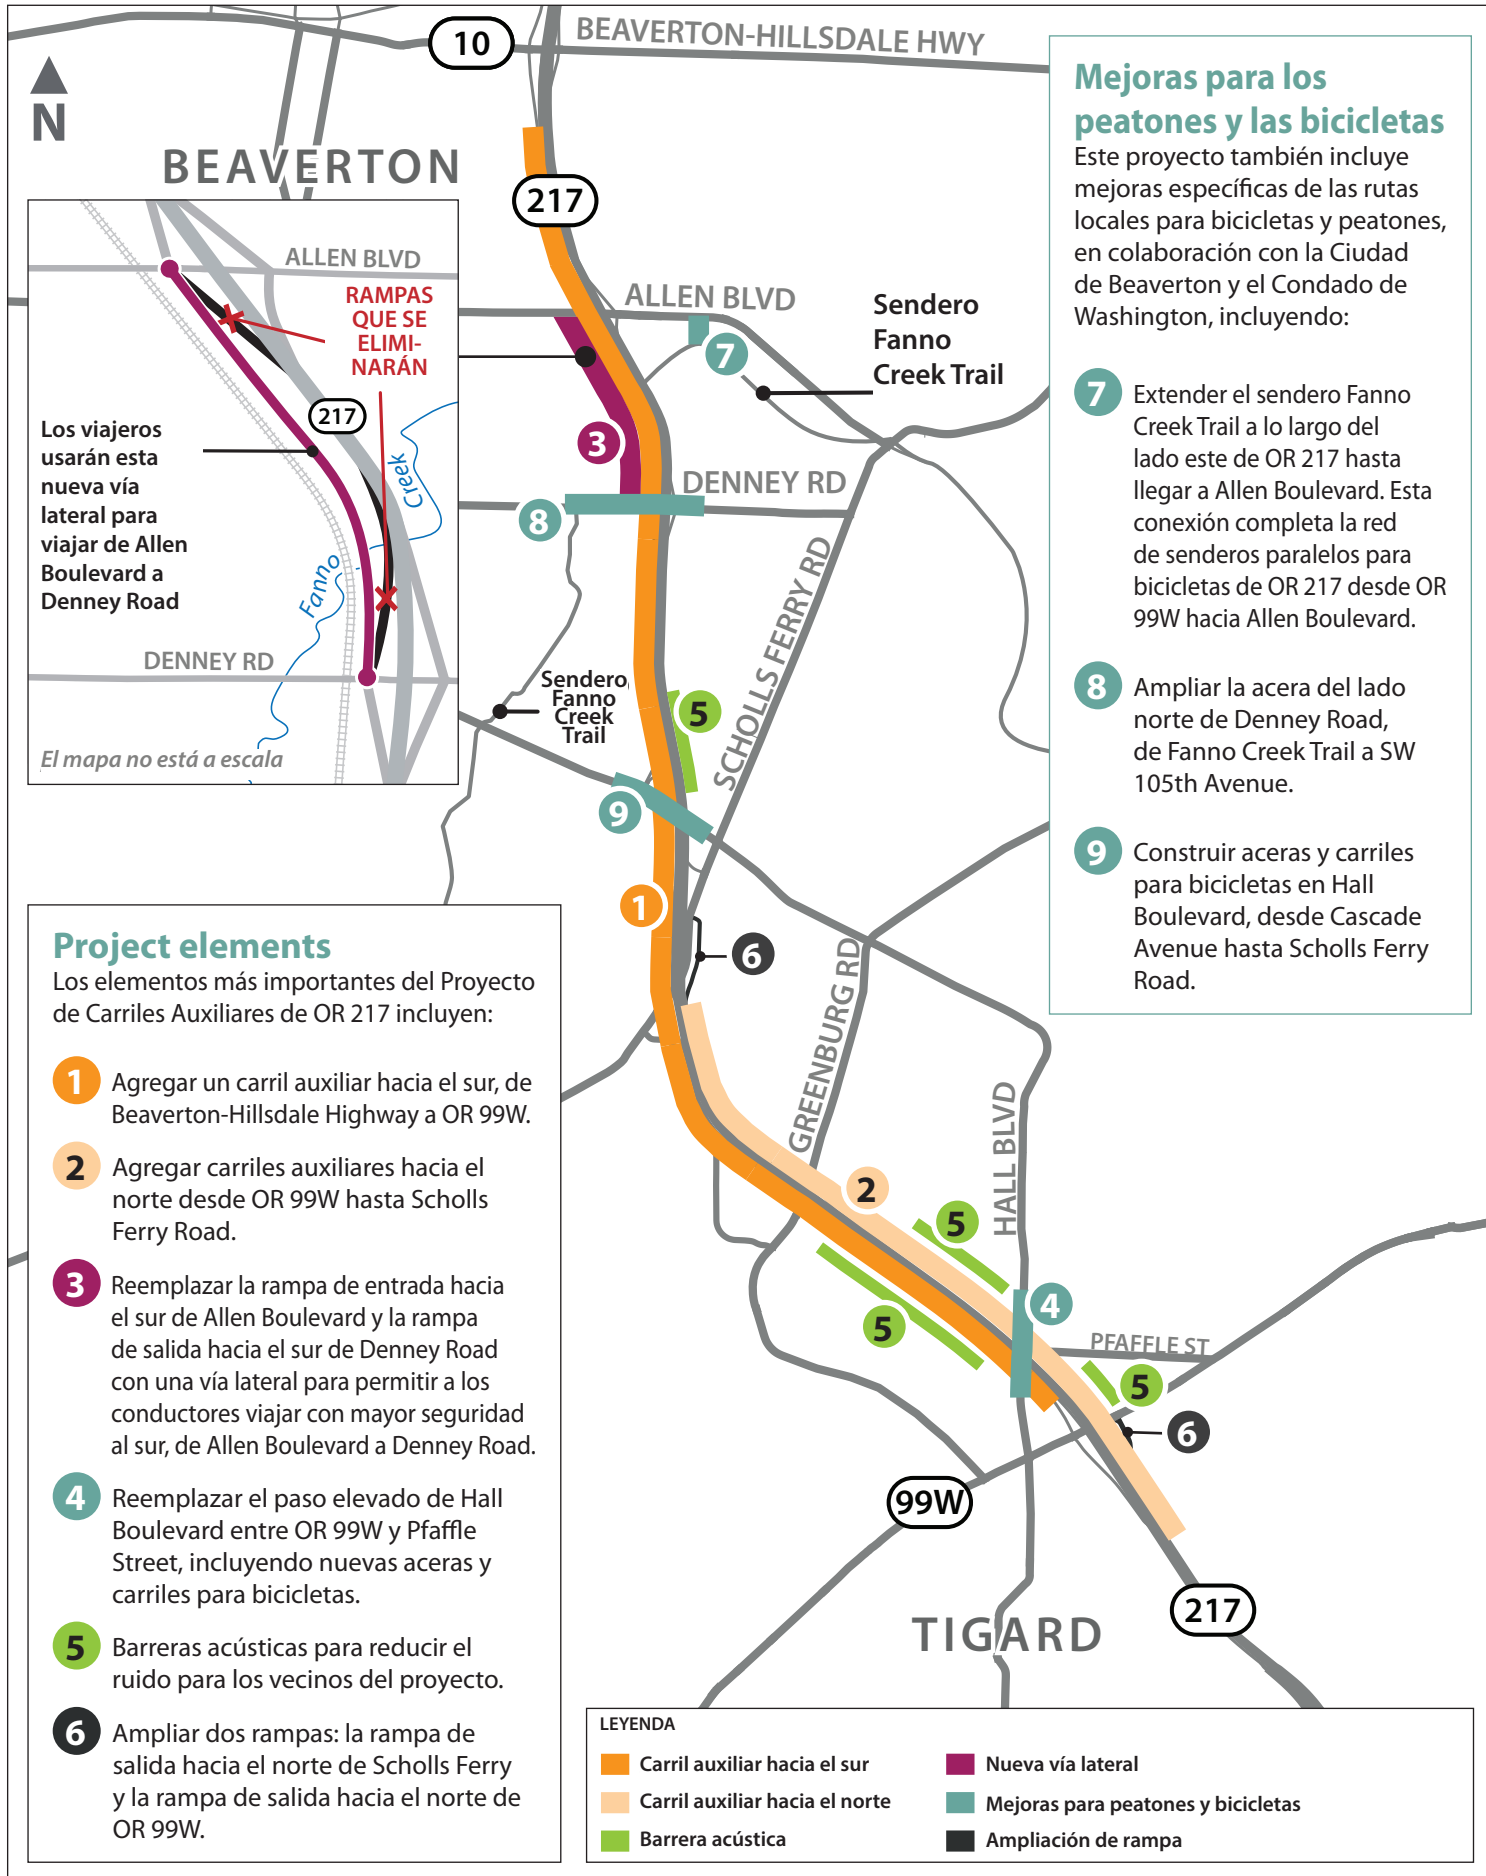 10
BEAVERTON-HILLSDALE HWY
N
BEAVERTON
217
ALLEN BLVD
RAMPAS
QUE SE
ELIMI-
NARÁN
217
Los viajeros
usarán esta
nueva vía
lateral para
viajar de Allen
Boulevard a
Denney Road
Creek
Fanno
DENNEY RD
El mapa no está a escala
ALLEN BLVD
7
Sendero
Fanno
Creek Trail
3
DENNEY RD
8
SCHOLLS FERRY RD
Sendero
Fanno
Creek
Trail
5
9
1
6
GREENBURG RD
HALL BLVD
2
5
5
4
PFAFFLE ST
5
6
99W
TIGARD
217
Mejoras para los
peatones y las bicicletas
Este proyecto también incluye
mejoras específicas de las rutas
locales para bicicletas y peatones,
en colaboración con la Ciudad
de Beaverton y el Condado de
Washington, incluyendo:
7 Extender el sendero Fanno
Creek Trail a lo largo del
lado este de OR 217 hasta
llegar a Allen Boulevard. Esta
conexión completa la red
de senderos paralelos para
bicicletas de OR 217 desde OR
99W hacia Allen Boulevard.
8 Ampliar la acera del lado
norte de Denney Road,
de Fanno Creek Trail a SW
105th Avenue.
9 Construir aceras y carriles
para bicicletas en Hall
Boulevard, desde Cascade
Avenue hasta Scholls Ferry
Road.
Project elements
Los elementos más importantes del Proyecto
de Carriles Auxiliares de OR 217 incluyen:
1 Agregar un carril auxiliar hacia el sur, de
Beaverton-Hillsdale Highway a OR 99W.
2 Agregar carriles auxiliares hacia el
norte desde OR 99W hasta Scholls
Ferry Road.
3 Reemplazar la rampa de entrada hacia
el sur de Allen Boulevard y la rampa
de salida hacia el sur de Denney Road
con una vía lateral para permitir a los
conductores viajar con mayor seguridad
al sur, de Allen Boulevard a Denney Road.
4 Reemplazar el paso elevado de Hall
Boulevard entre OR 99W y Pfaffle
Street, incluyendo nuevas aceras y
carriles para bicicletas.
5 Barreras acústicas para reducir el
ruido para los vecinos del proyecto.
6 Ampliar dos rampas: la rampa de
salida hacia el norte de Scholls Ferry
y la rampa de salida hacia el norte de
OR 99W.
LEYENDA
Carril auxiliar hacia el sur
Carril auxiliar hacia el norte
Barrera acústica
Nueva vía lateral
Mejoras para peatones y bicicletas
Ampliación de rampa